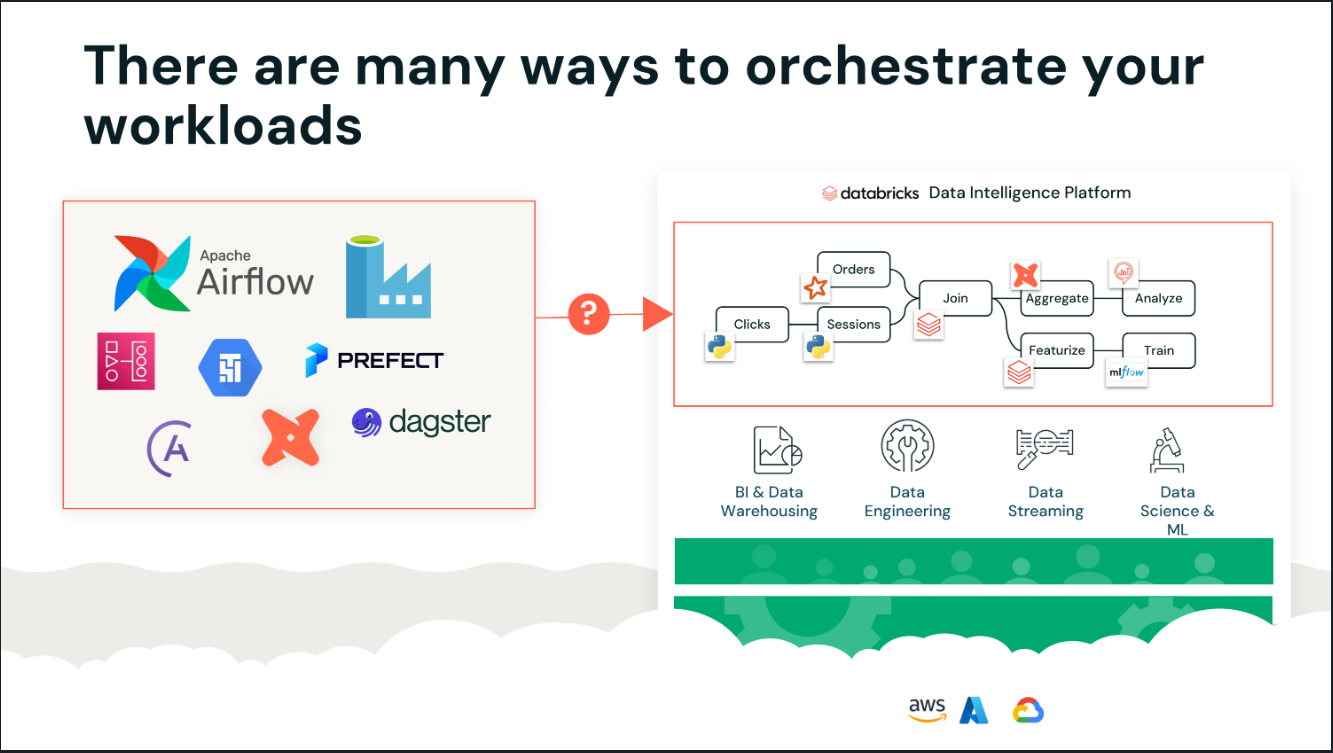 There are many ways to orchestrate your
workloads
Apache
Airflow
PREFECT
dagster
databricks Data Intelligence Platform
Orders
Clicks
Sessions
Join
Aggregate
Analyze
Featurize
Train
mlflow
?
BI & Data
Warehousing
Data
Engineering
Data
Streaming
Data
Science &
ML
aws